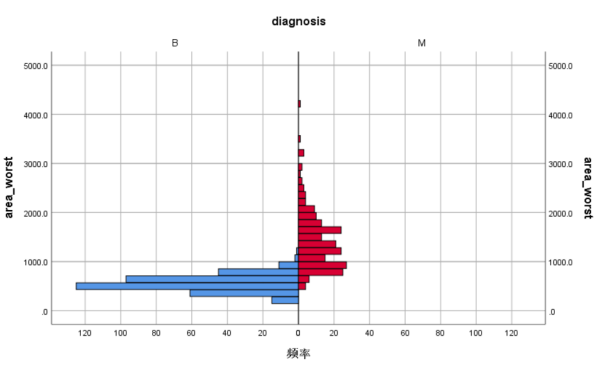 diagnosis
B M
area_worst
5000.0 5000.0
4000.0 4000.0
3000.0 3000.0
2000.0 2000.0
1000.0 1000.0
.0 .0
area_worst
120 100 80 60 40 20 0 20 40 60 80 100 120
频率